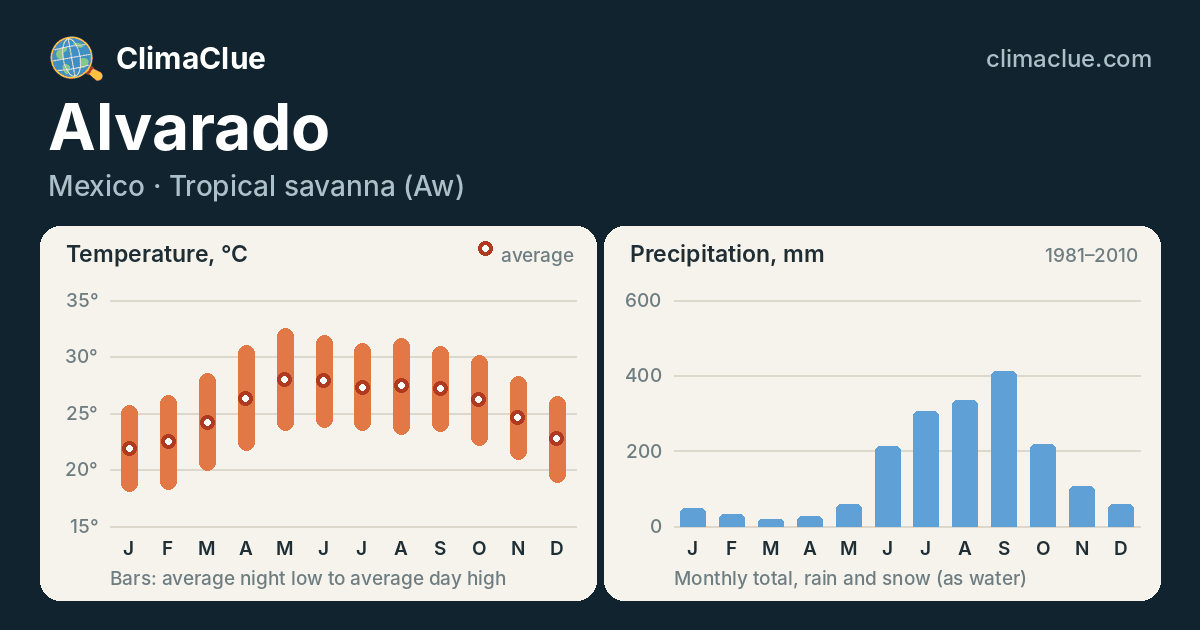 ClimaClue
climaclue.com
Alvarado
Mexico · Tropical savanna (Aw)
Temperature, °C
average
35°
30°
25°
20°
15°
J F M A M J J A S O N D
Bars: average night low to average day high
Precipitation, mm
1981–2010
600
400
200
0
J F M A M J J A S O N D
Monthly total, rain and snow (as water)